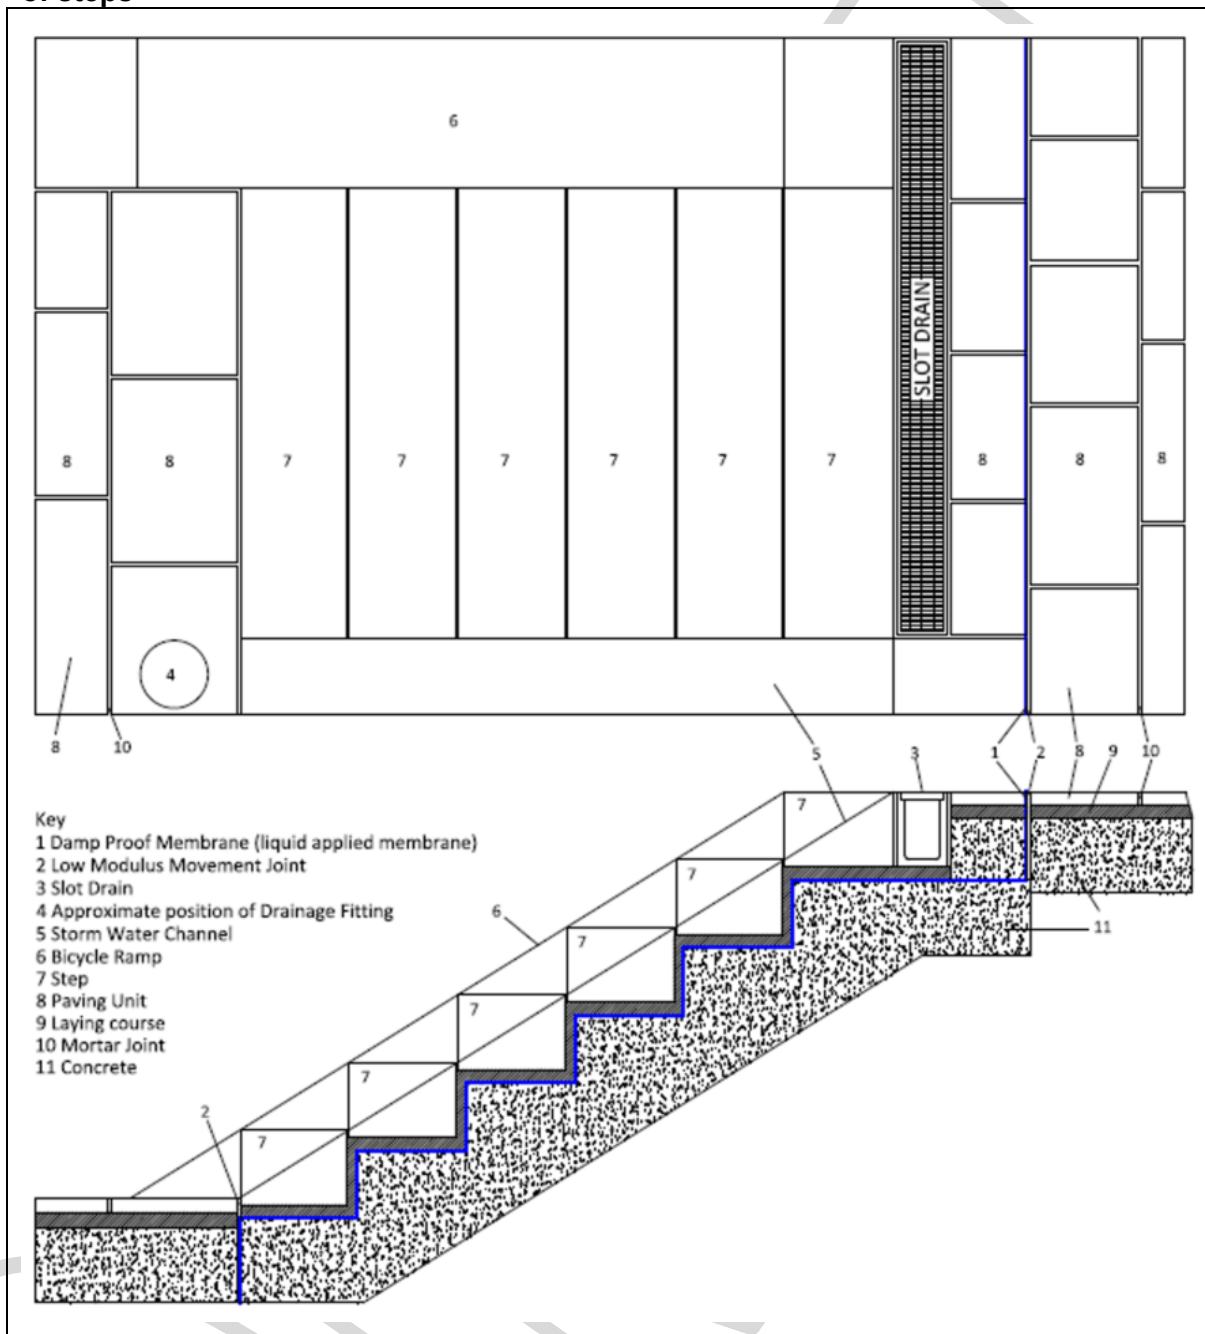 6
SLOT DRAIN
8
8
7
7
7
7
7
7
8
8
8
4
8
10
5
3
1
2
8
9
10
7
7
6
7
11
7
7
2
7
Key
1 Damp Proof Membrane (liquid applied membrane)
2 Low Modulus Movement Joint
3 Slot Drain
4 Approximate position of Drainage Fitting
5 Storm Water Channel
6 Bicycle Ramp
7 Step
8 Paving Unit
9 Laying course
10 Mortar Joint
11 Concrete